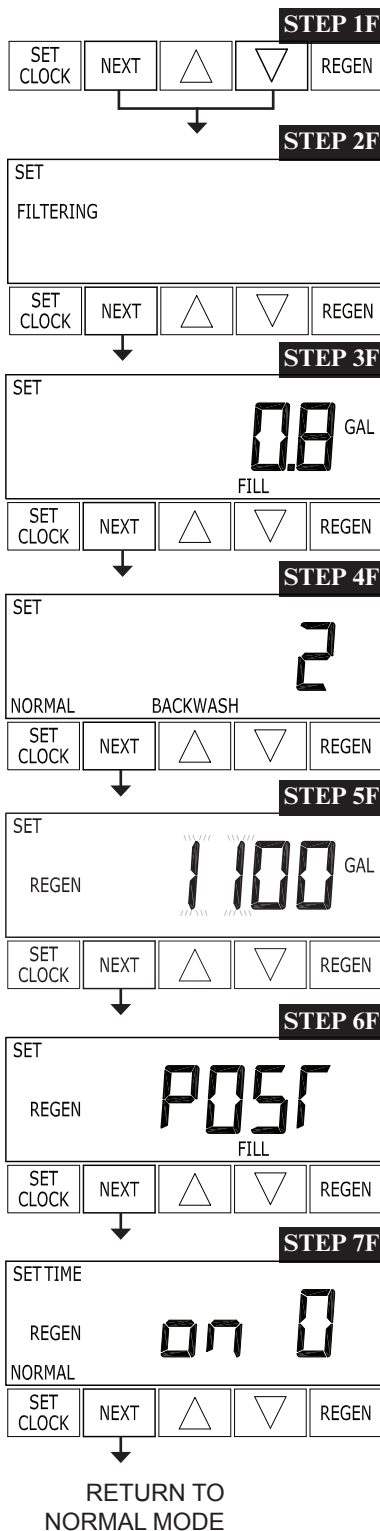 STEP 1F
SET CLOCK NEXT REGEN
STEP 2F
SET
FILTERING
SET CLOCK NEXT REGEN
STEP 3F
SET
0.8 GAL
FILL
SET CLOCK NEXT REGEN
STEP 4F
SET
2
NORMAL BACKWASH
SET CLOCK NEXT REGEN
STEP 5F
SET
REGEN 1100 GAL
SET CLOCK NEXT REGEN
STEP 6F
SET
REGEN POST
FILL
SET CLOCK NEXT REGEN
STEP 7F
SET TIME
REGEN on 0
NORMAL
SET CLOCK NEXT REGEN
RETURN TO
NORMAL MODE